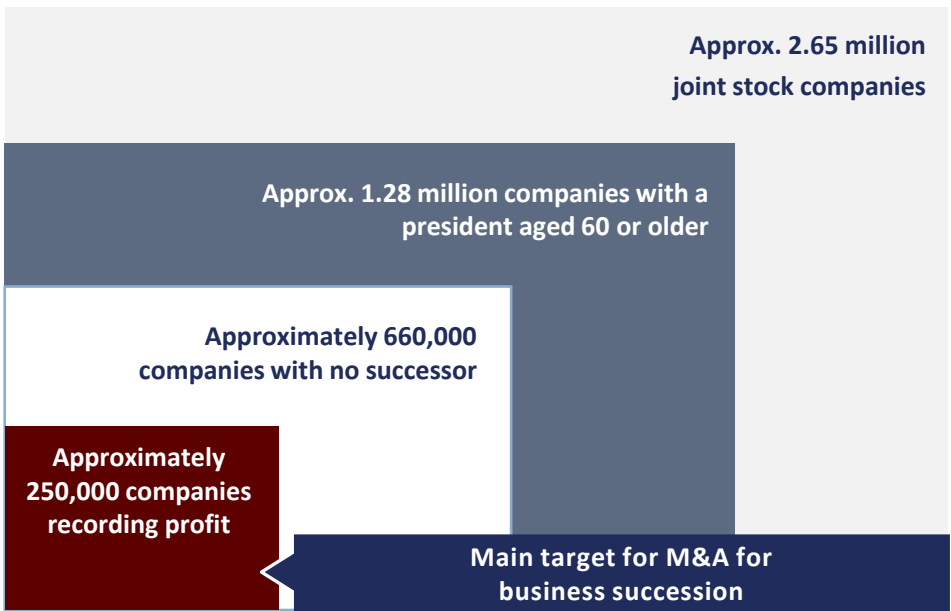 Approx. 2.65 million
joint stock companies
Approx. 1.28 million companies with a
president aged 60 or older
Approximately 660,000
companies with no successor
Approximately
250,000 companies
recording profit
Main target for M&A for
business succession